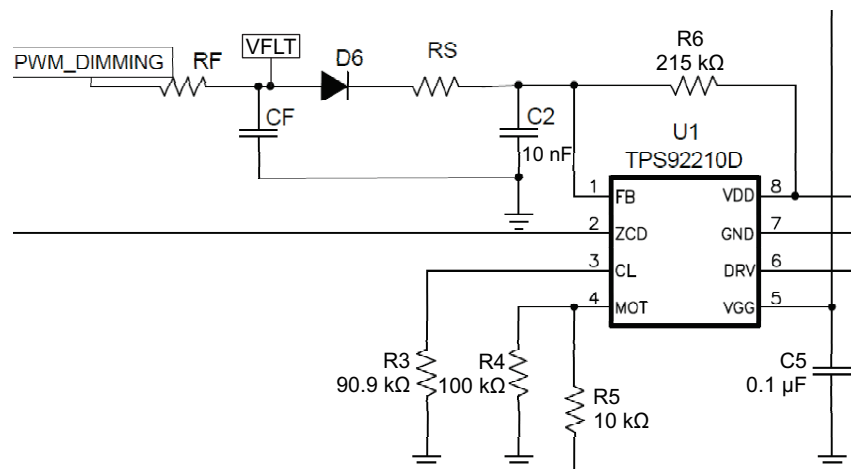 PWM_DIMMING
RF
VFLT
D6
RS
R6
215 kΩ
CF
C2
10 nF
U1
TPS92210D
1 FB VDD 8
2 ZCD GND 7
3 CL DRV 6
4 MOT VGG 5
R3
90.9 kΩ
R4
100 kΩ
R5
10 kΩ
C5
0.1 µF